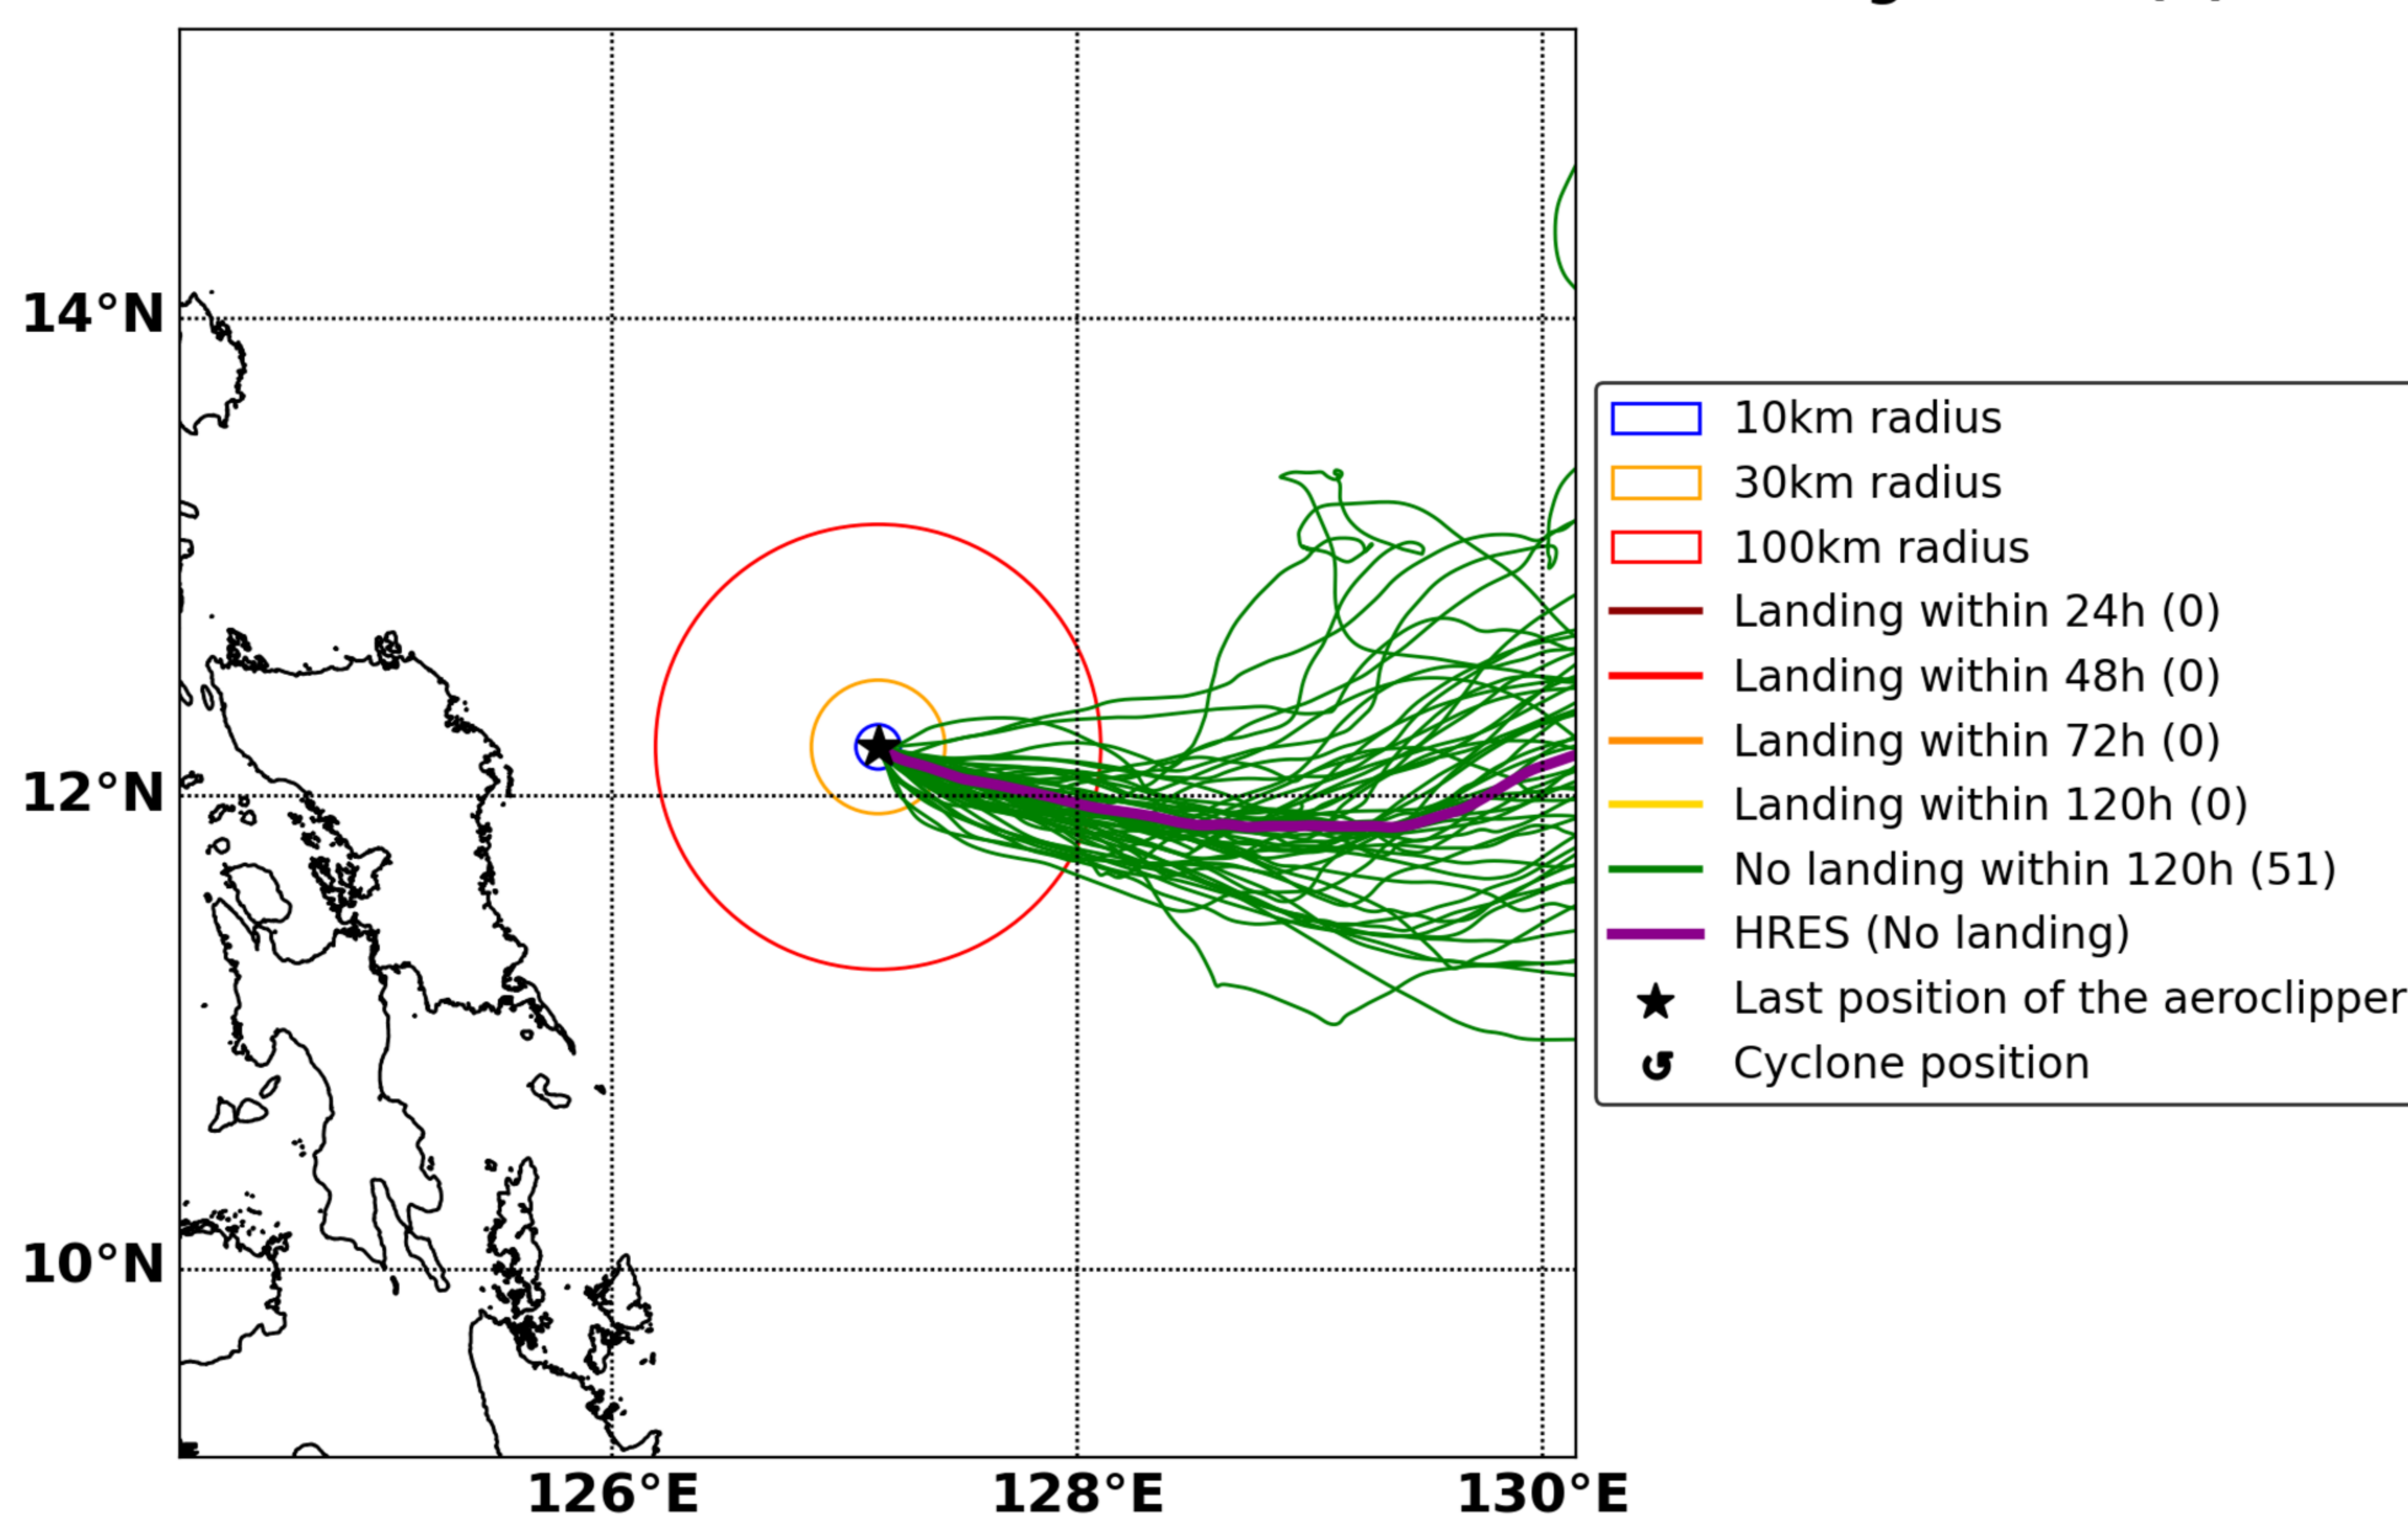 14°N
12°N
10°N
126°E
128°E
130°E
10km radius
30km radius
100km radius
Landing within 24h (0)
Landing within 48h (0)
Landing within 72h (0)
Landing within 120h (0)
No landing within 120h (51)
HRES (No landing)
Last position of the aeroclipper
Cyclone position